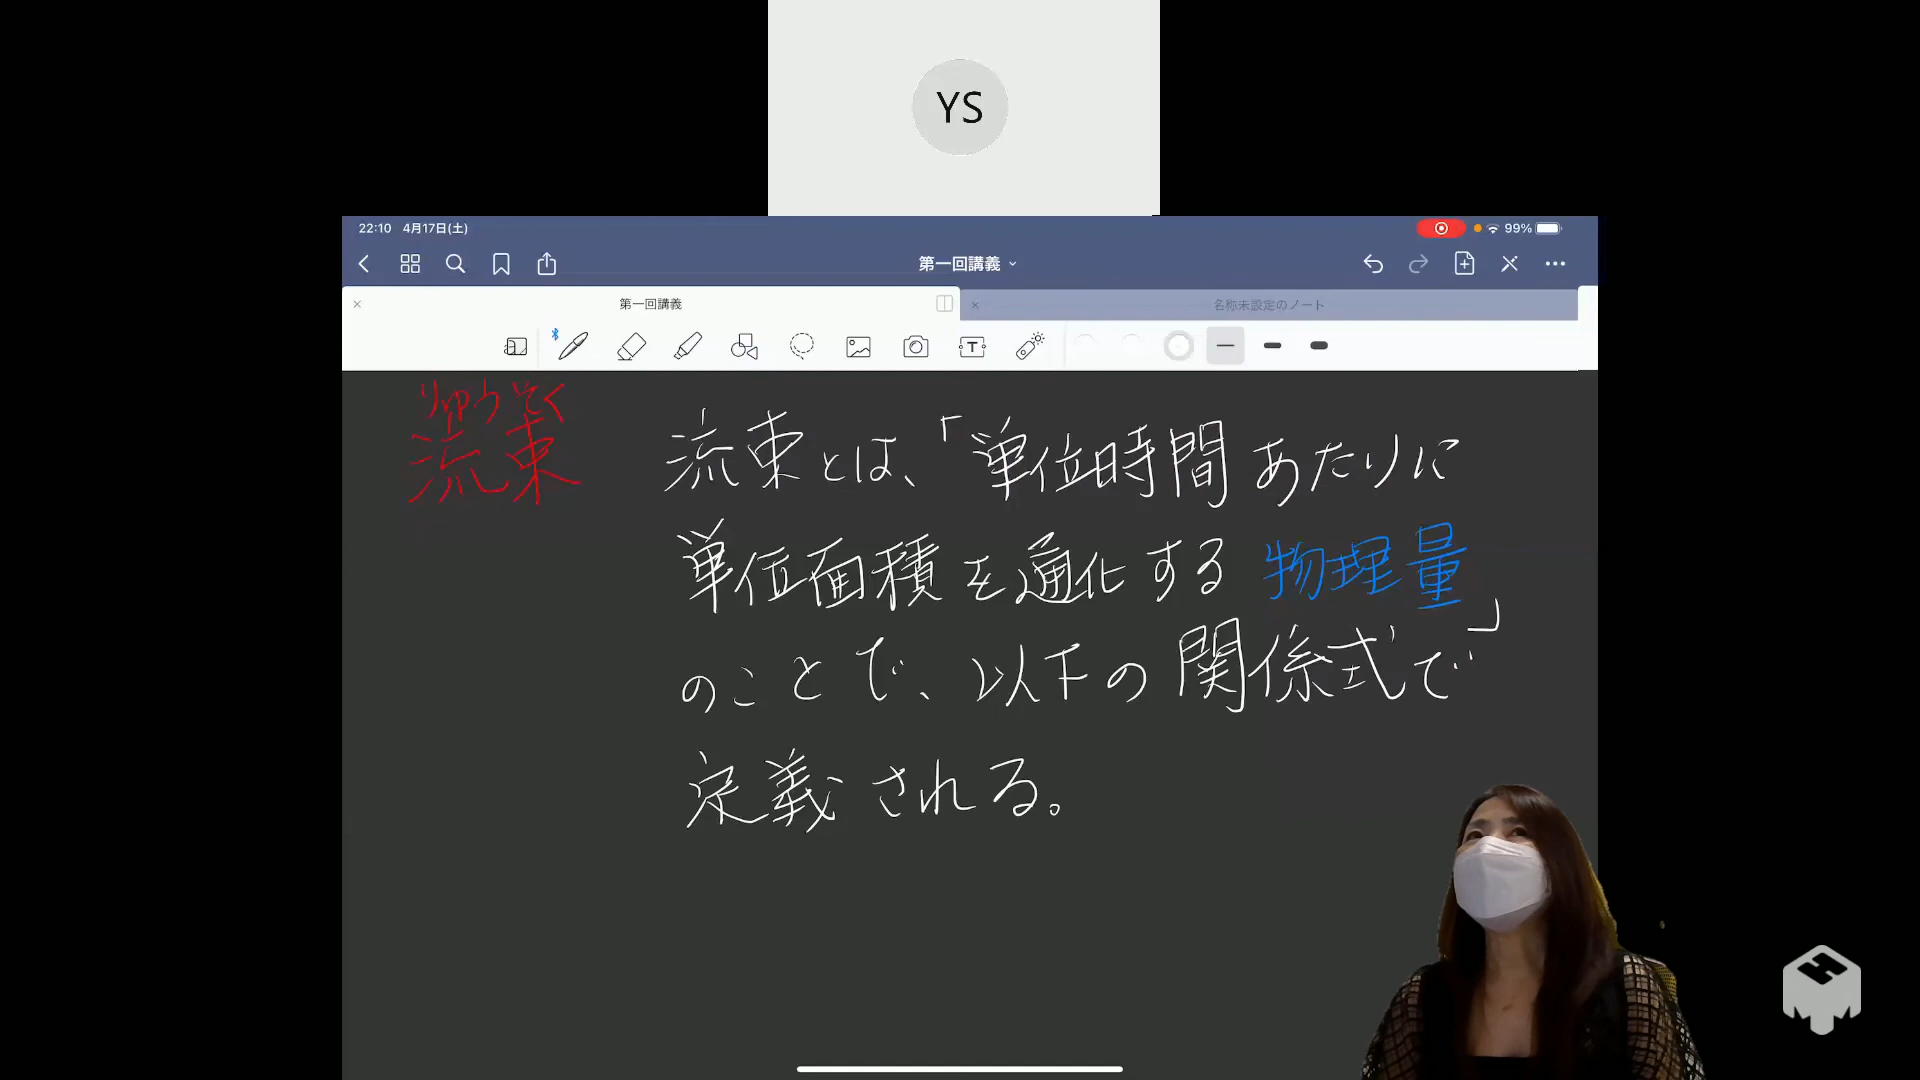 YS
22:10 4月17日(土)
99%
第一回講義
第一回講義
名称未設定のノート
りゅうそく
流束
流束とは、「単位時間あたりに
単位面積を通化する物理量」
のことで、以下の関係式で
定義される。